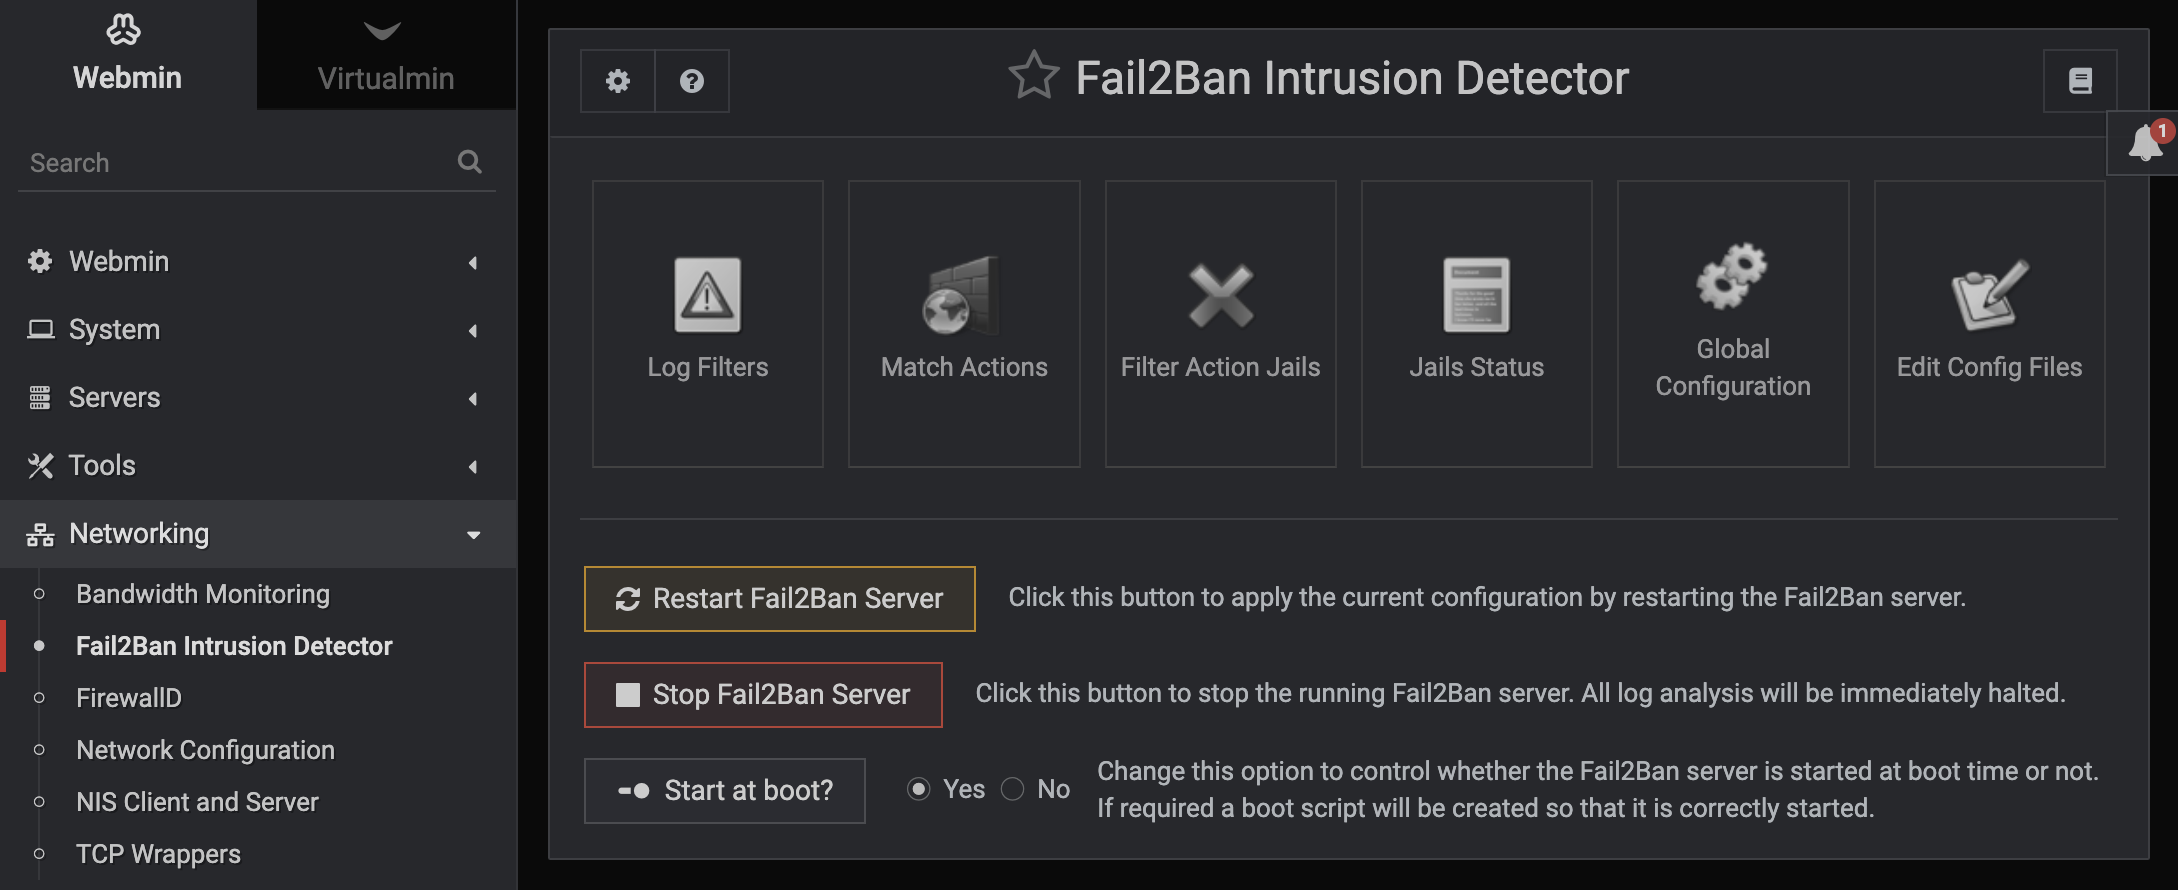 Webmin
Virtualmin
Search
Webmin
System
Servers
Tools
Networking
Bandwidth Monitoring
Fail2Ban Intrusion Detector
FirewallD
Network Configuration
NIS Client and Server
TCP Wrappers
Fail2Ban Intrusion Detector
1
Log Filters
Match Actions
Filter Action Jails
Jails Status
Global
Configuration
Edit Config Files
Restart Fail2Ban Server
Click this button to apply the current configuration by restarting the Fail2Ban server.
Stop Fail2Ban Server
Click this button to stop the running Fail2Ban server. All log analysis will be immediately halted.
Start at boot?
Yes No
Change this option to control whether the Fail2Ban server is started at boot time or not.
If required a boot script will be created so that it is correctly started.